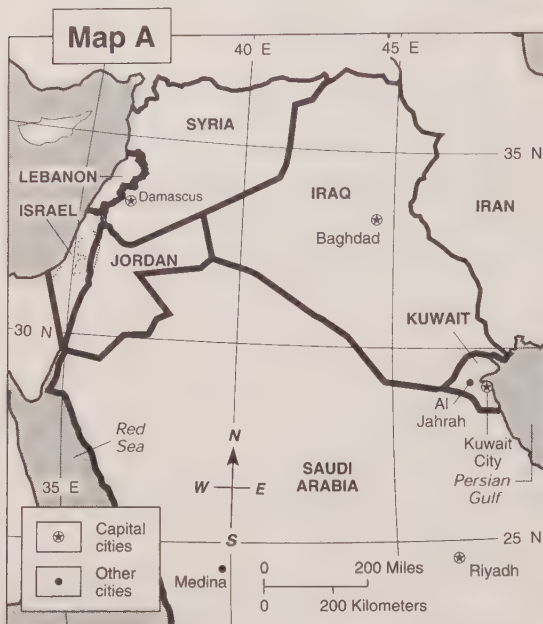 Map A
40 E
45 E
SYRIA
35 N
LEBANON
Damascus
ISRAEL
IRAQ
IRAN
Baghdad
JORDAN
KUWAIT
30 N
Al
Jahrah
Kuwait
City
Red
Sea
N
Persian
Gulf
SAUDI
ARABIA
35 E
W
E
S
25 N
Capital
cities
Other
cities
Medina
0
200 Miles
Riyadh
0
200 Kilometers